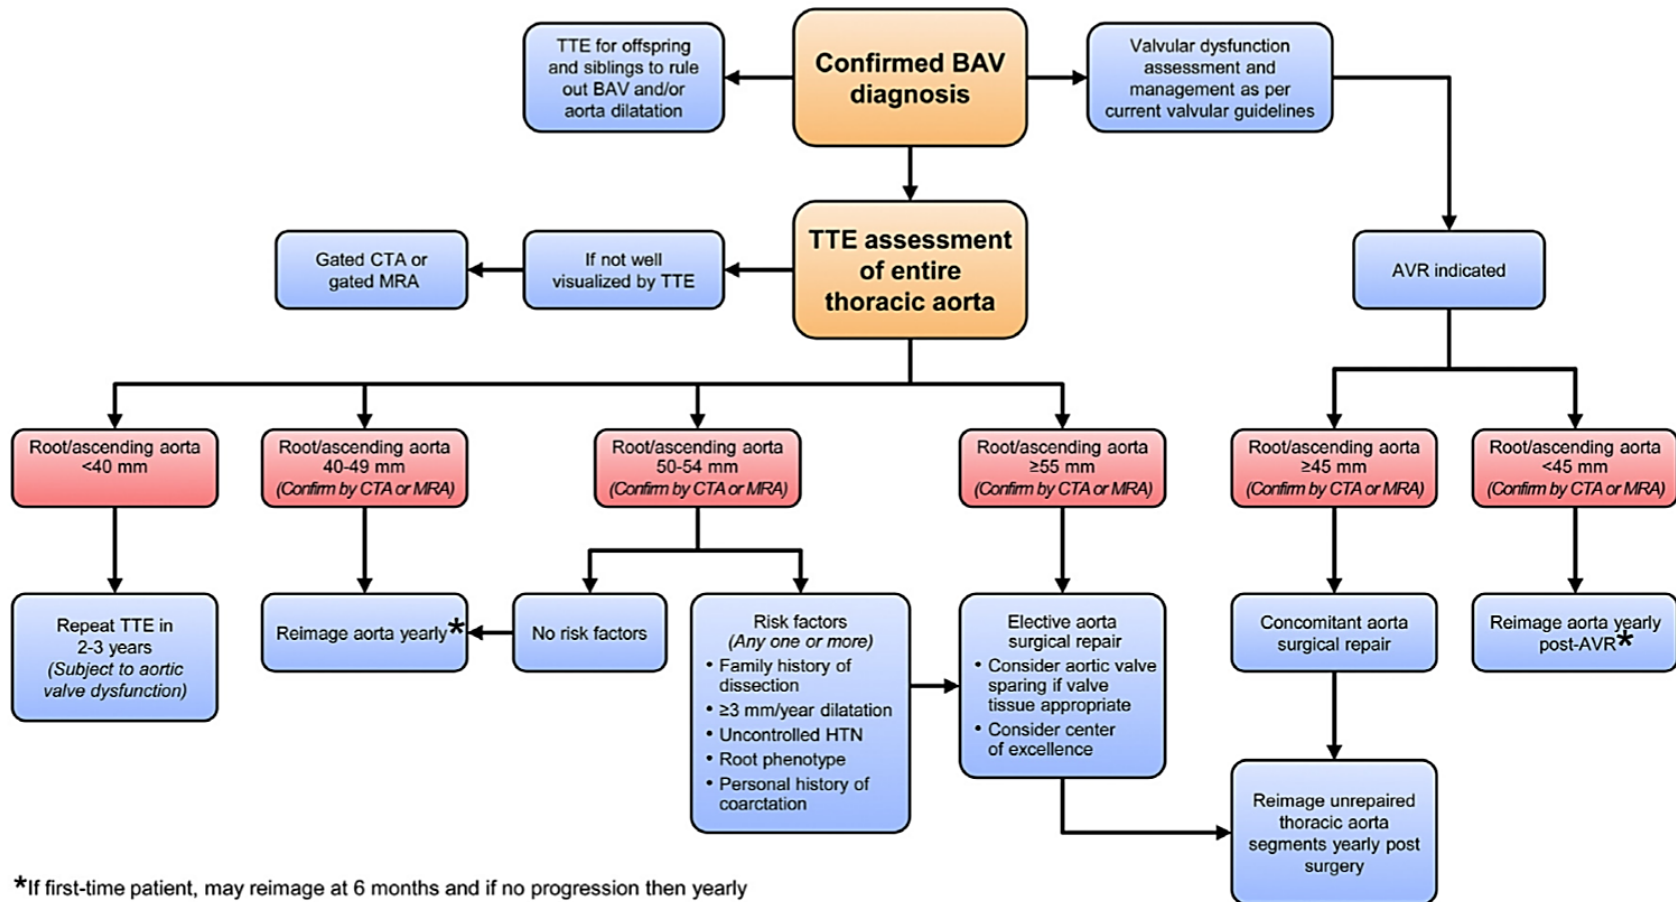 TTE for offspring
and siblings to rule
out BAV and/or
aorta dilatation
Confirmed BAV
diagnosis
Valvular dysfunction
assessment and
management as per
current valvular guidelines
Gated CTA or
gated MRA
If not well
visualized by TTE
TTE assessment
of entire
thoracic aorta
AVR indicated
Root/ascending aorta
<40 mm
Root/ascending aorta
40-49 mm
(Confirm by CTA or MRA)
Root/ascending aorta
50-54 mm
(Confirm by CTA or MRA)
Root/ascending aorta
≥55 mm
(Confirm by CTA or MRA)
Root/ascending aorta
≥45 mm
(Confirm by CTA or MRA)
Root/ascending aorta
<45 mm
(Confirm by CTA or MRA)
Repeat TTE in
2-3 years
(Subject to aortic
valve dysfunction)
Reimage aorta yearly*
No risk factors
Risk factors
(Any one or more)
• Family history of
dissection
• ≥3 mm/year dilatation
• Uncontrolled HTN
• Root phenotype
• Personal history of
coarctation
Elective aorta
surgical repair
• Consider aortic valve
sparing if valve
tissue appropriate
• Consider center
of excellence
Concomitant aorta
surgical repair
Reimage aorta yearly
post-AVR*
Reimage unrepaired
thoracic aorta
segments yearly post
surgery
*If first-time patient, may reimage at 6 months and if no progression then yearly